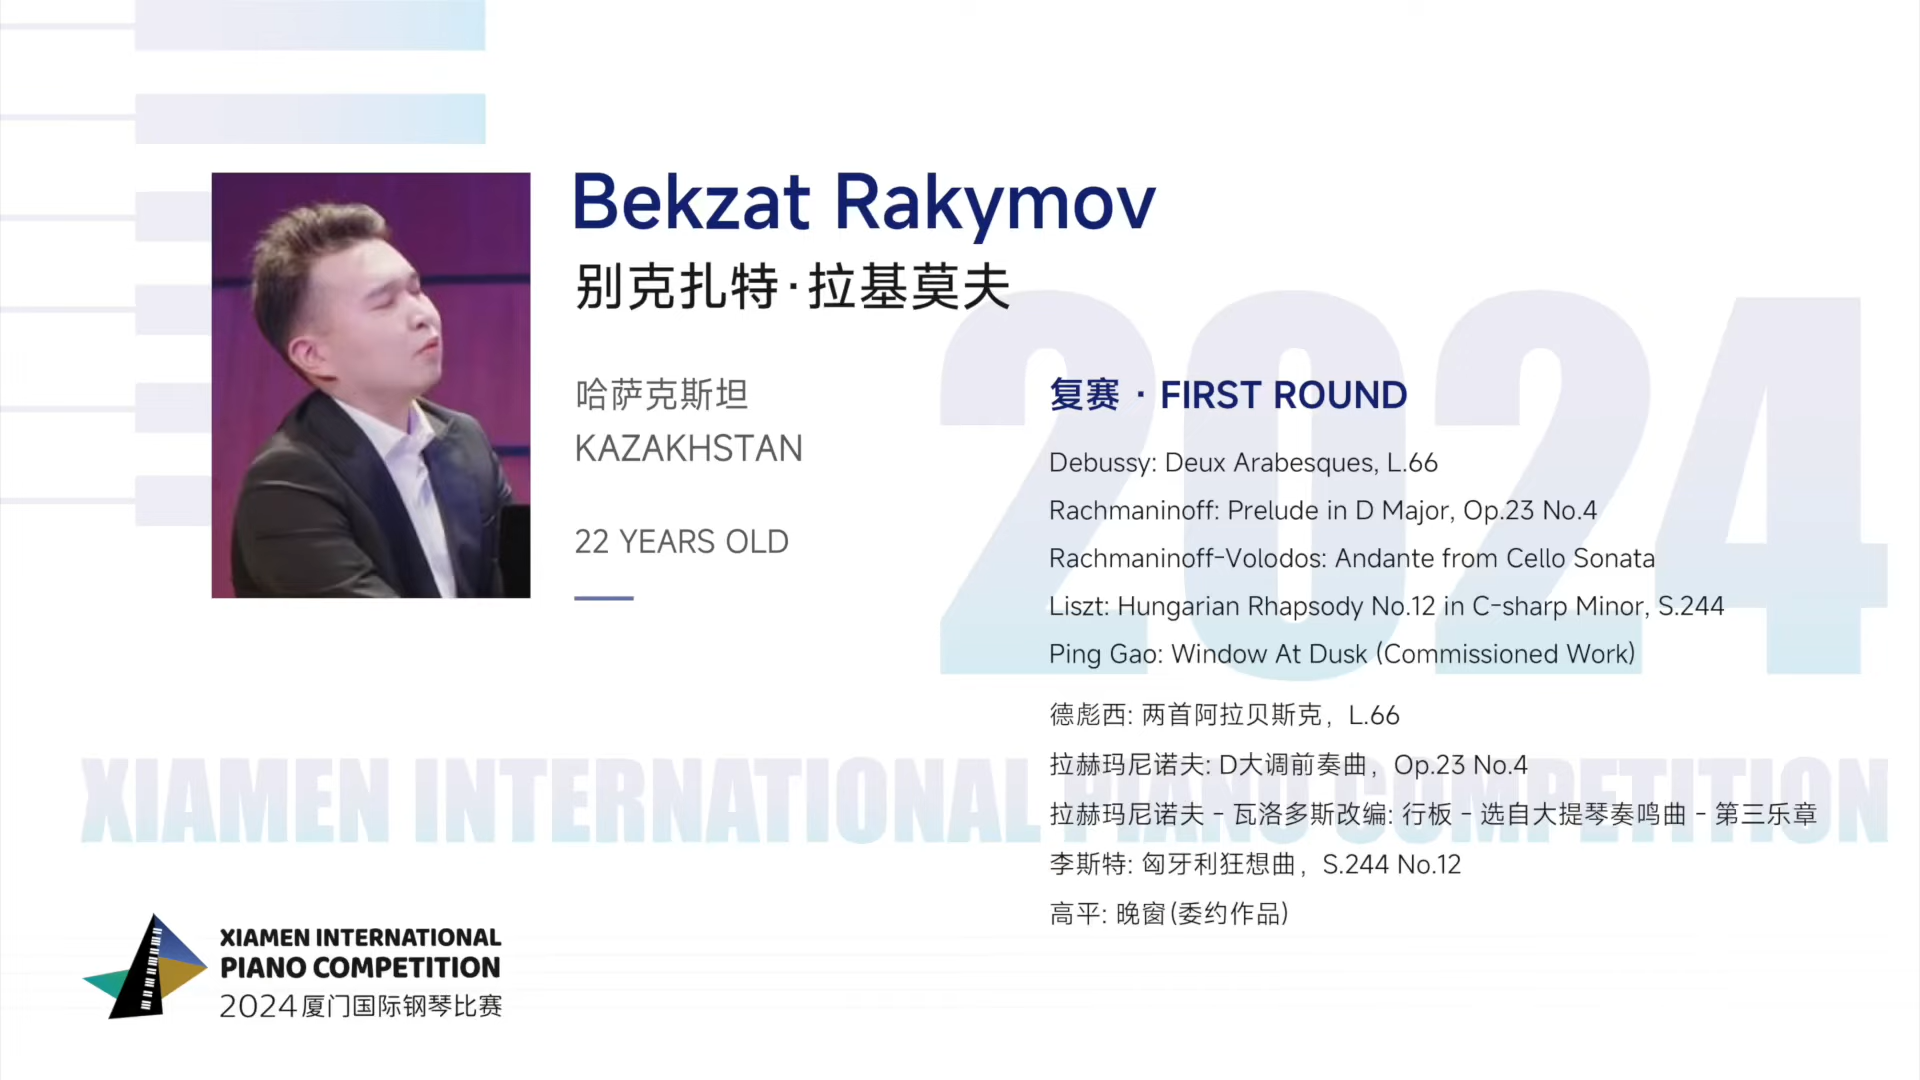 Bekzat Rakymov
别克扎特·拉基莫夫
哈萨克斯坦
KAZAKHSTAN
22 YEARS OLD
复赛 · FIRST ROUND
Debussy: Deux Arabesques, L.66
Rachmaninoff: Prelude in D Major, Op.23 No.4
Rachmaninoff-Volodos: Andante from Cello Sonata
Liszt: Hungarian Rhapsody No.12 in C-sharp Minor, S.244
Ping Gao: Window At Dusk (Commissioned Work)
德彪西: 两首阿拉贝斯克，L.66
拉赫玛尼诺夫: D大调前奏曲，Op.23 No.4
拉赫玛尼诺夫 - 瓦洛多斯改编: 行板 - 选自大提琴奏鸣曲 - 第三乐章
李斯特: 匈牙利狂想曲，S.244 No.12
高平: 晚窗(委约作品)
2024
XIAMEN INTERNATIONAL PIANO COMPETITION
XIAMEN INTERNATIONAL
PIANO COMPETITION
2024厦门国际钢琴比赛